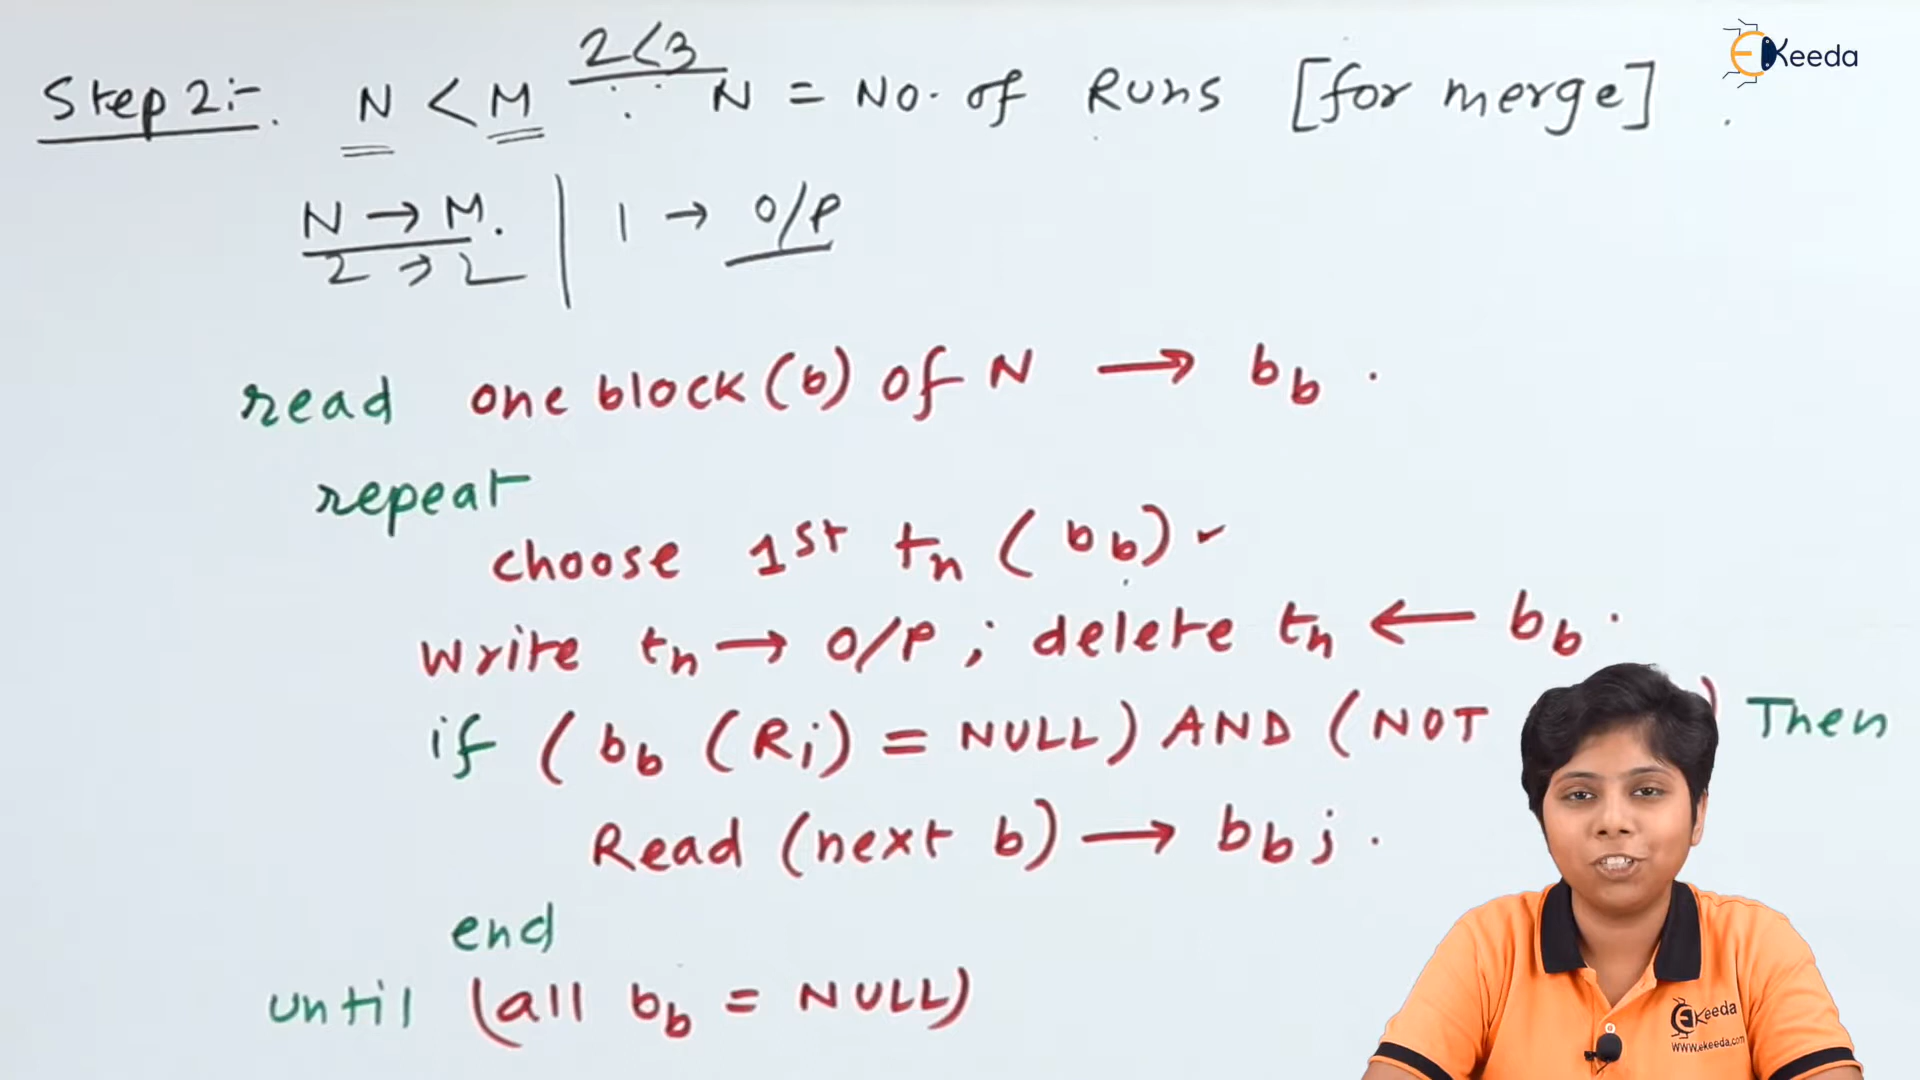 Step 2:- N < M 2<3 ∵ N = No. of Runs [for merge]
N → M. | 1 → O/P
2 → 2
read one block (b) of N → bb.
repeat
choose 1st tn (bb)
write tn → O/P ; delete tn ← bb.
if (bb (Ri) = NULL) AND (NOT ) Then
Read (next b) → bb;
end
until (all bb = NULL)
Ekeeda
Ekeeda
www.ekeeda.com